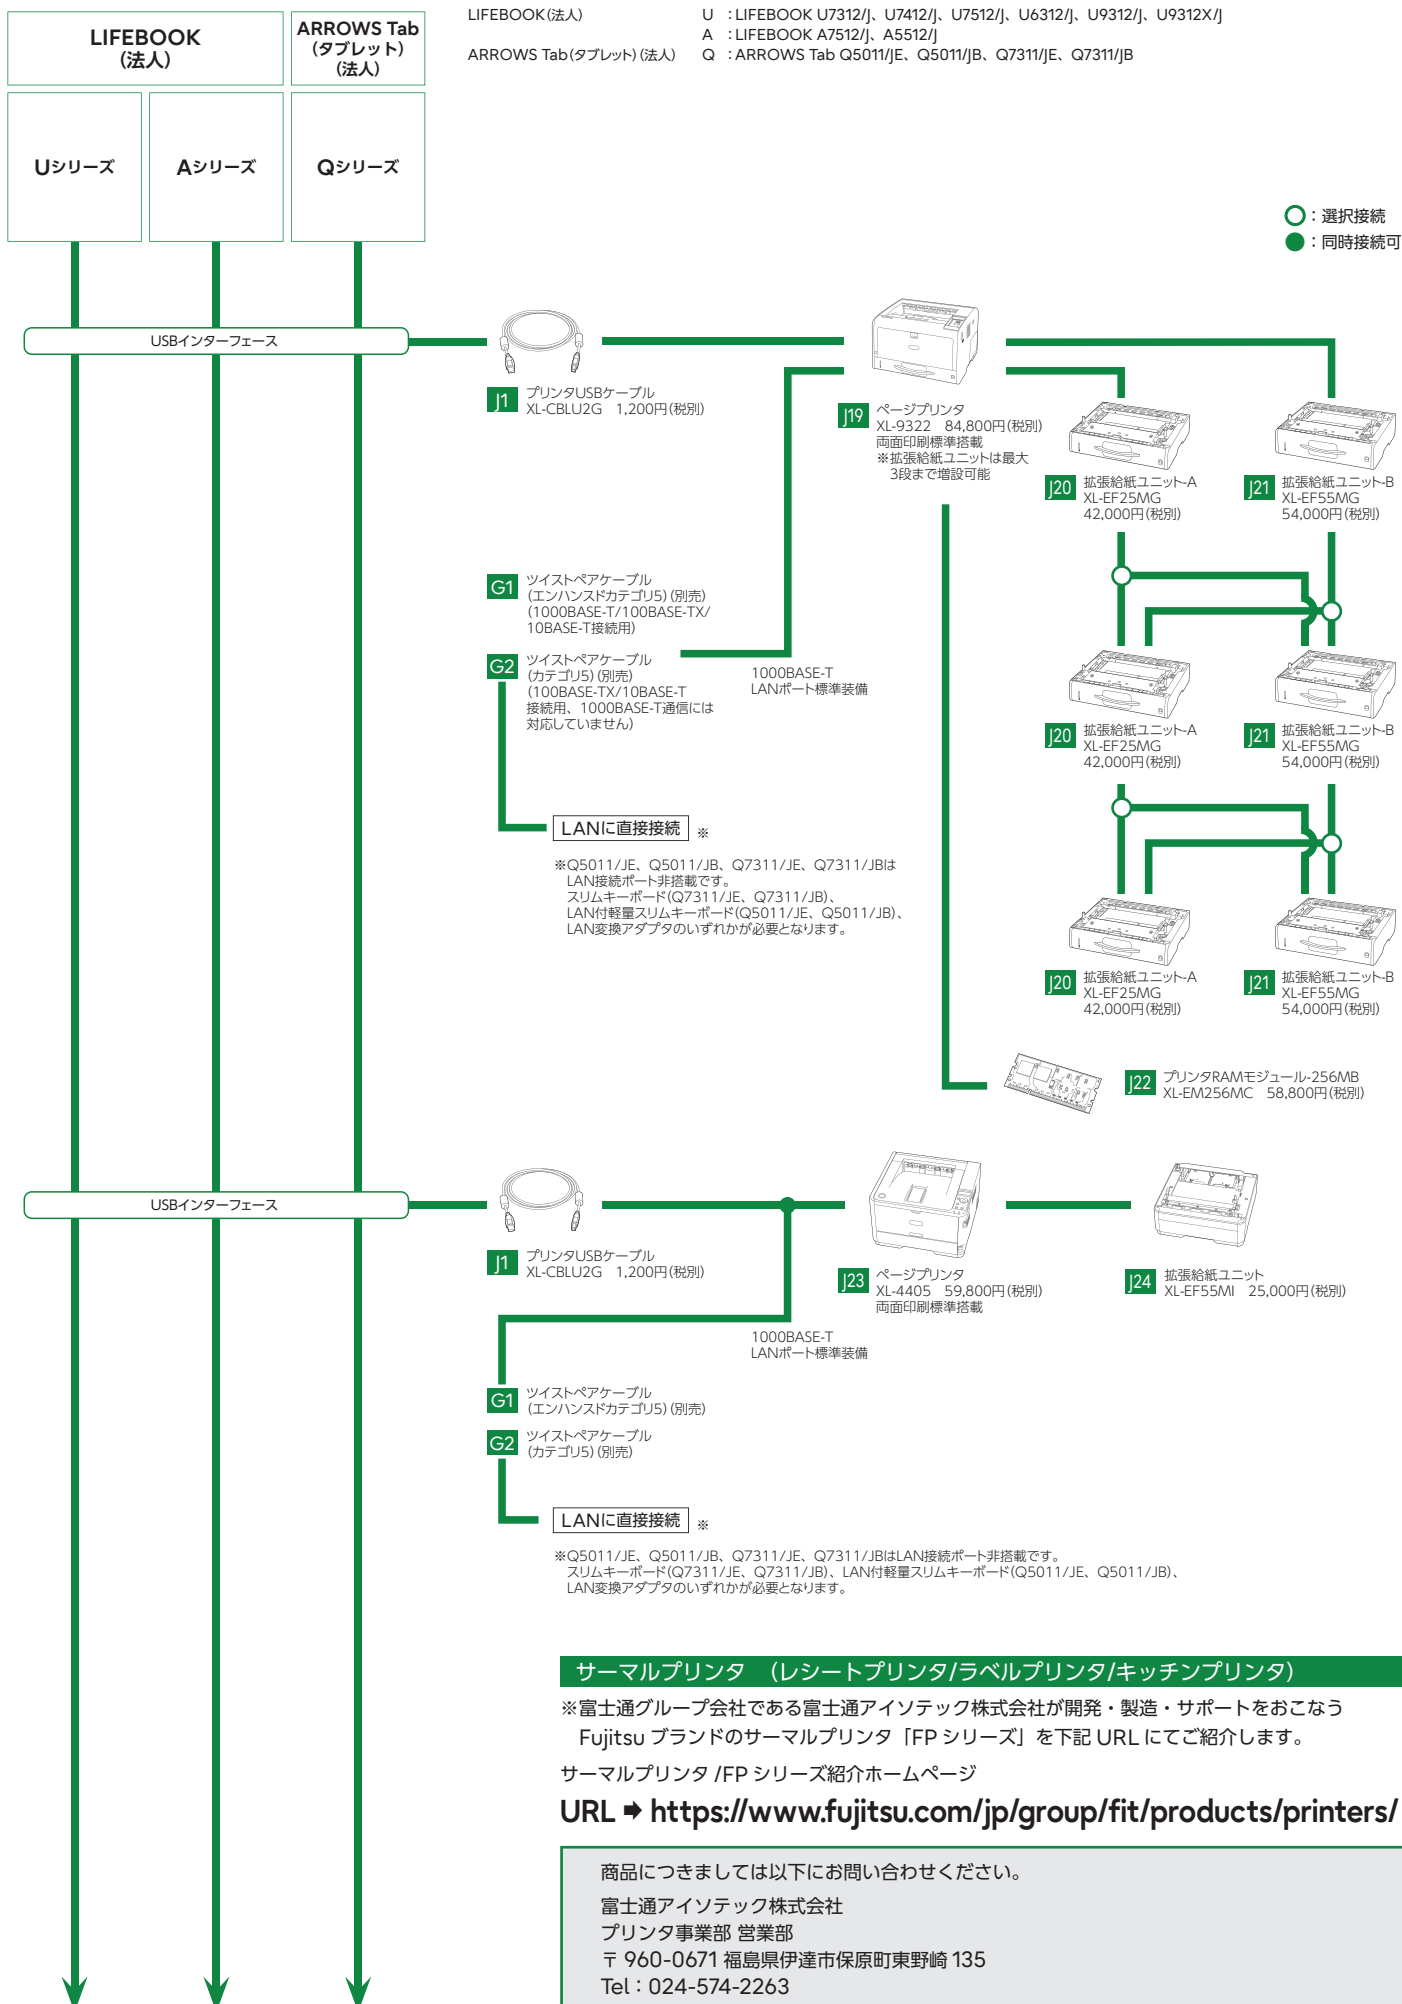 LIFEBOOK
(法人)
ARROWS Tab
(タブレット)
(法人)
LIFEBOOK(法人) U :LIFEBOOK U7312/J、U7412/J、U7512/J、U6312/J、U9312/J、U9312X/J
A :LIFEBOOK A7512/J、A5512/J
ARROWS Tab(タブレット)(法人) Q :ARROWS Tab Q5011/JE、Q5011/JB、Q7311/JE、Q7311/JB
Uシリーズ
Aシリーズ
Qシリーズ
:選択接続
:同時接続可
USBインターフェース
J1 プリンタUSBケーブル
XL-CBLU2G 1,200円(税別)
J19 ページプリンタ
XL-9322 84,800円(税別)
両面印刷標準搭載
※拡張給紙ユニットは最大
3段まで増設可能
J20 拡張給紙ユニット-A
XL-EF25MG
42,000円(税別)
J21 拡張給紙ユニット-B
XL-EF55MG
54,000円(税別)
G1 ツイストペアケーブル
(エンハンスドカテゴリ5)(別売)
(1000BASE-T/100BASE-TX/
10BASE-T接続用)
G2 ツイストペアケーブル
(カテゴリ5)(別売)
(100BASE-TX/10BASE-T
接続用、1000BASE-T通信には
対応していません)
1000BASE-T
LANポート標準装備
J20 拡張給紙ユニット-A
XL-EF25MG
42,000円(税別)
J21 拡張給紙ユニット-B
XL-EF55MG
54,000円(税別)
LANに直接接続 ※
※Q5011/JE、Q5011/JB、Q7311/JE、Q7311/JBは
LAN接続ポート非搭載です。
スリムキーボード(Q7311/JE、Q7311/JB)、
LAN付軽量スリムキーボード(Q5011/JE、Q5011/JB)、
LAN変換アダプタのいずれかが必要となります。
J20 拡張給紙ユニット-A
XL-EF25MG
42,000円(税別)
J21 拡張給紙ユニット-B
XL-EF55MG
54,000円(税別)
J22 プリンタRAMモジュール-256MB
XL-EM256MC 58,800円(税別)
USBインターフェース
J1 プリンタUSBケーブル
XL-CBLU2G 1,200円(税別)
J23 ページプリンタ
XL-4405 59,800円(税別)
両面印刷標準搭載
J24 拡張給紙ユニット
XL-EF55MI 25,000円(税別)
1000BASE-T
LANポート標準装備
G1 ツイストペアケーブル
(エンハンスドカテゴリ5)(別売)
G2 ツイストペアケーブル
(カテゴリ5)(別売)
LANに直接接続 ※
※Q5011/JE、Q5011/JB、Q7311/JE、Q7311/JBはLAN接続ポート非搭載です。
スリムキーボード(Q7311/JE、Q7311/JB)、LAN付軽量スリムキーボード(Q5011/JE、Q5011/JB)、
LAN変換アダプタのいずれかが必要となります。
サーマルプリンタ (レシートプリンタ/ラベルプリンタ/キッチンプリンタ)
※富士通グループ会社である富士通アイソテック株式会社が開発・製造・サポートをおこなう
Fujitsu ブランドのサーマルプリンタ「FP シリーズ」を下記 URL にてご紹介します。
サーマルプリンタ /FP シリーズ紹介ホームページ
URL ➡ https://www.fujitsu.com/jp/group/fit/products/printers/
商品につきましては以下にお問い合わせください。
富士通アイソテック株式会社
プリンタ事業部 営業部
〒 960-0671 福島県伊達市保原町東野崎 135
Tel:024-574-2263